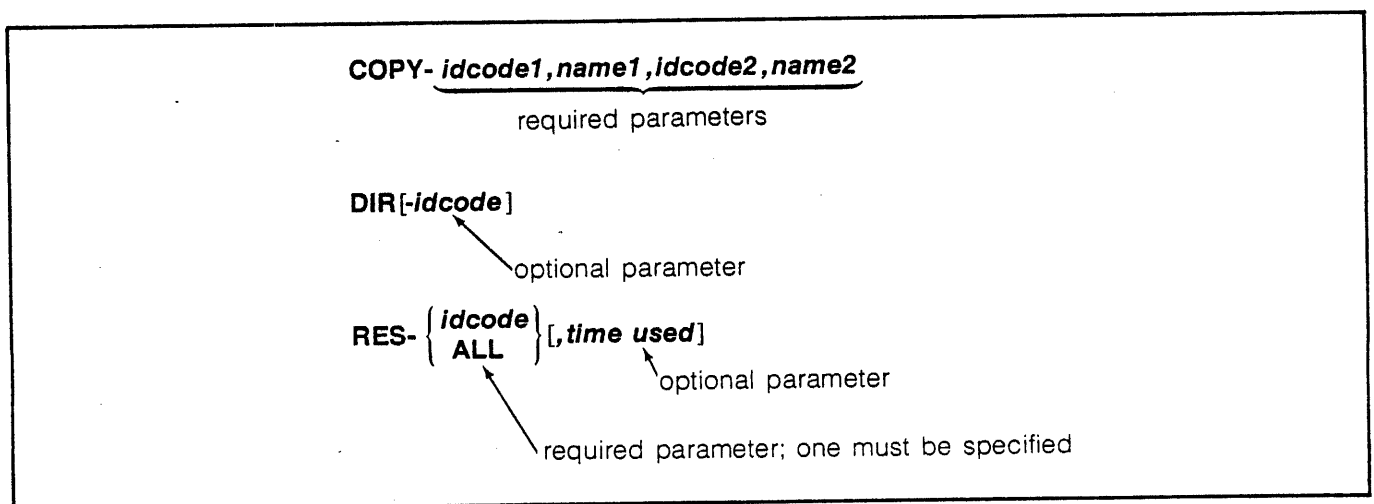 COPY- idcode1,name1,idcode2,name2
required parameters
DIR[-idcode]
optional parameter
RES- { idcode
ALL } [,time used]
optional parameter
required parameter; one must be specified